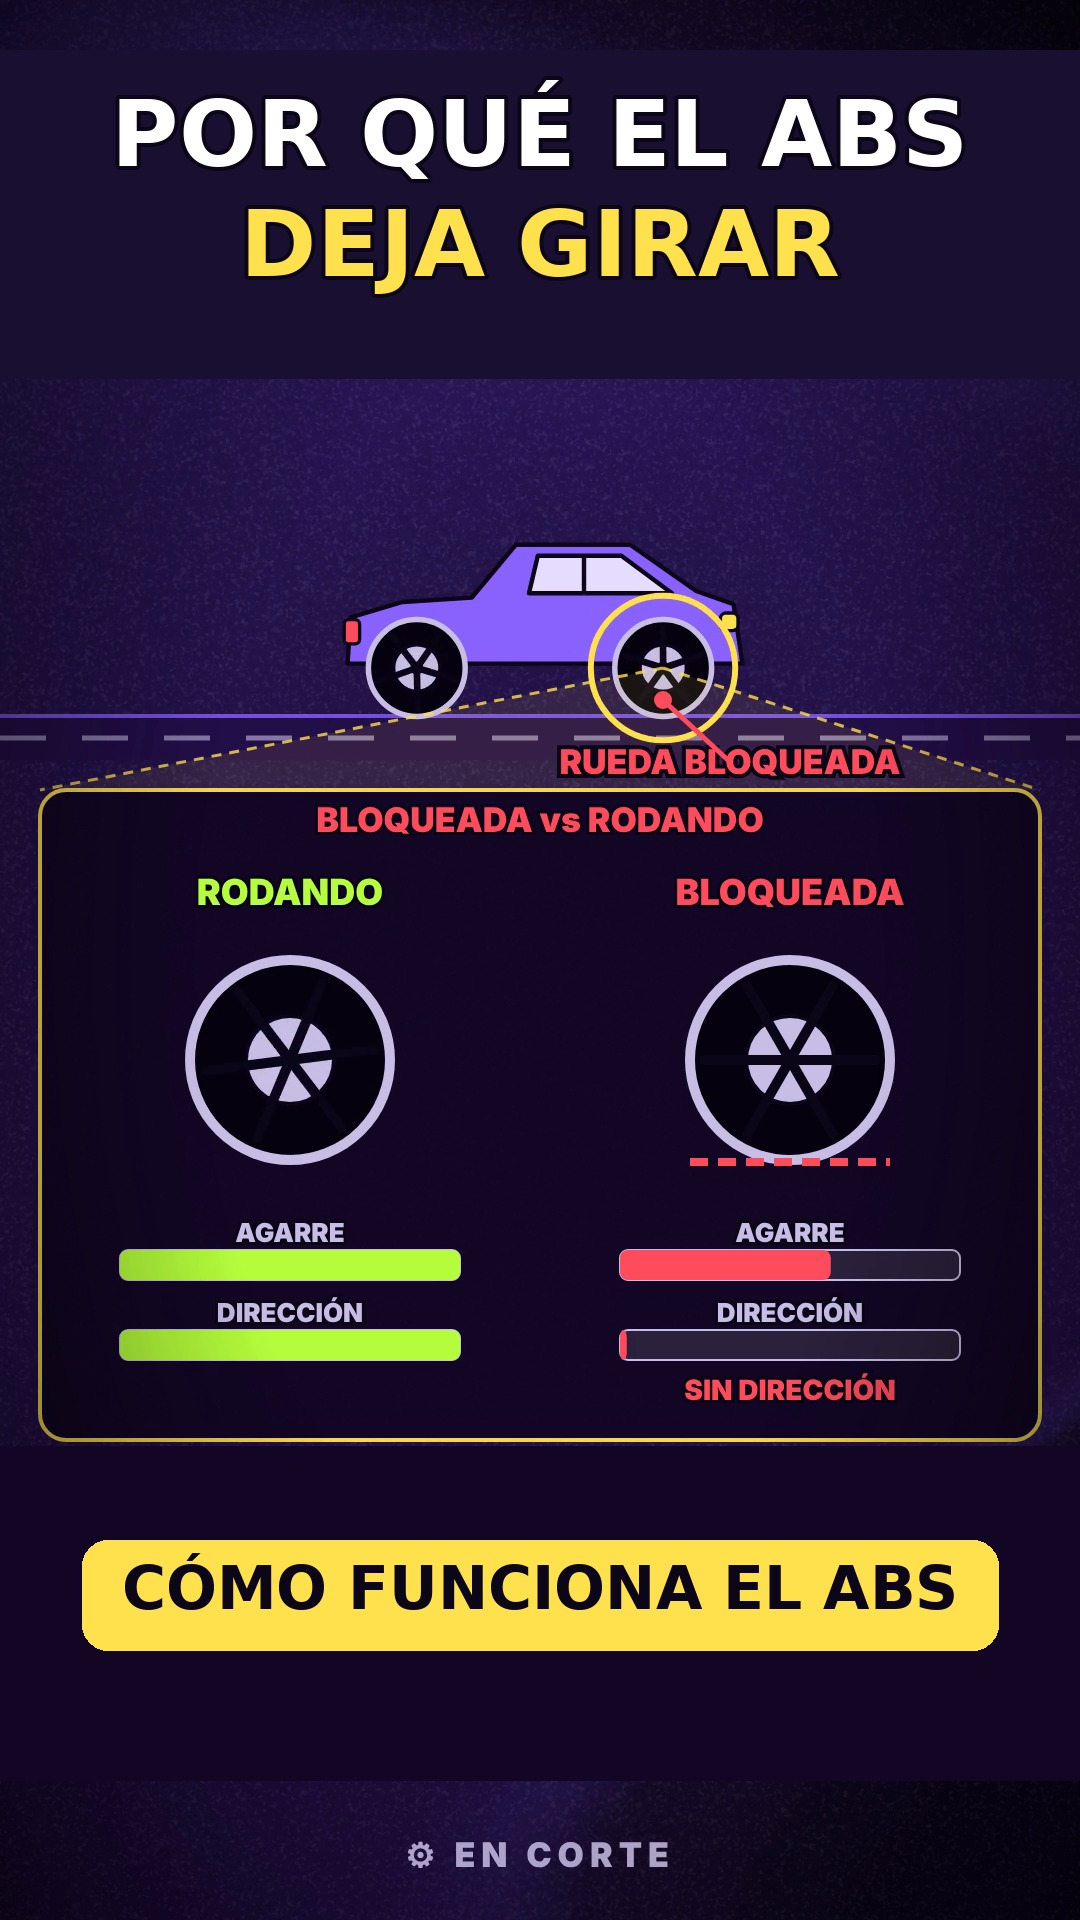 POR QUÉ EL ABS
DEJA GIRAR
RUEDA BLOQUEADA
BLOQUEADA vs RODANDO
RODANDO
BLOQUEADA
AGARRE
AGARRE
DIRECCIÓN
DIRECCIÓN
SIN DIRECCIÓN
CÓMO FUNCIONA EL ABS
⚙ EN CORTE